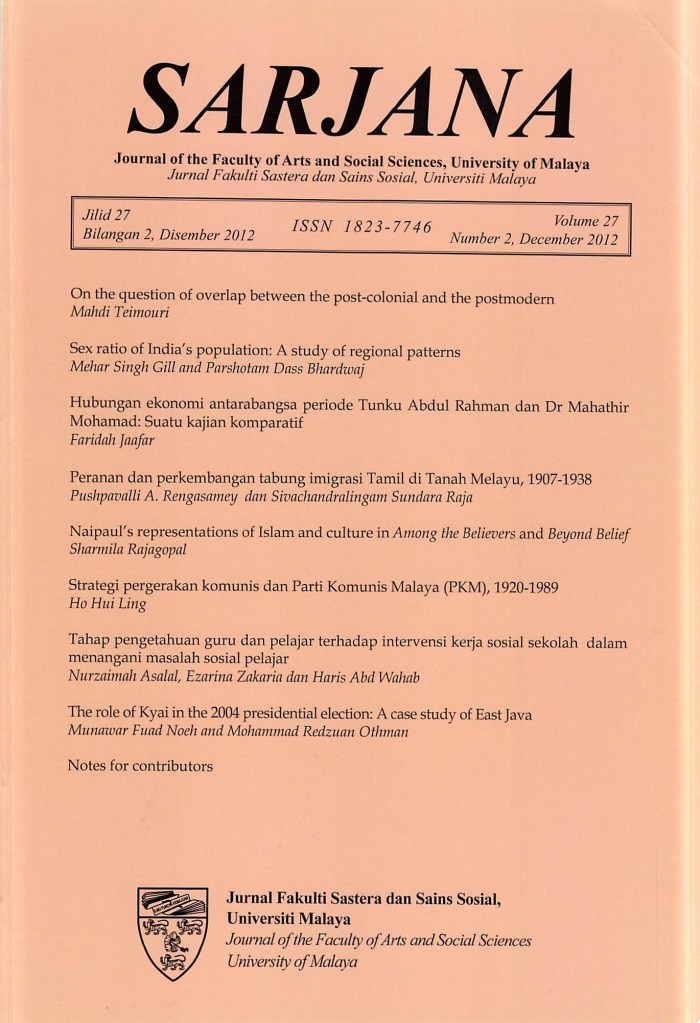 SARJANA
Journal of the Faculty of Arts and Social Sciences, University of Malaya
Jurnal Fakulti Sastera dan Sains Sosial, Universiti Malaya
Jilid 27
Bilangan 2, Disember 2012
ISSN 1823-7746
Volume 27
Number 2, December 2012
On the question of overlap between the post-colonial and the postmodern
Mahdi Teimouri
Sex ratio of India's population: A study of regional patterns
Mehar Singh Gill and Parshotam Dass Bhardwaj
Hubungan ekonomi antarabangsa periode Tunku Abdul Rahman dan Dr Mahathir
Mohamad: Suatu kajian komparatif
Faridah Jaafar
Peranan dan perkembangan tabung imigrasi Tamil di Tanah Melayu, 1907-1938
Pushpavalli A. Rengasamey dan Sivachandralingam Sundara Raja
Naipaul's representations of Islam and culture in Among the Believers and Beyond Belief
Sharmila Rajagopal
Strategi pergerakan komunis dan Parti Komunis Malaya (PKM), 1920-1989
Ho Hui Ling
Tahap pengetahuan guru dan pelajar terhadap intervensi kerja sosial sekolah dalam
menangani masalah sosial pelajar
Nurzaimah Asalal, Ezarina Zakaria dan Haris Abd Wahab
The role of Kyai in the 2004 presidential election: A case study of East Java
Munawar Fuad Noeh and Mohammad Redzuan Othman
Notes for contributors
Jurnal Fakulti Sastera dan Sains Sosial,
Universiti Malaya
Journal of the Faculty of Arts and Social Sciences
University of Malaya